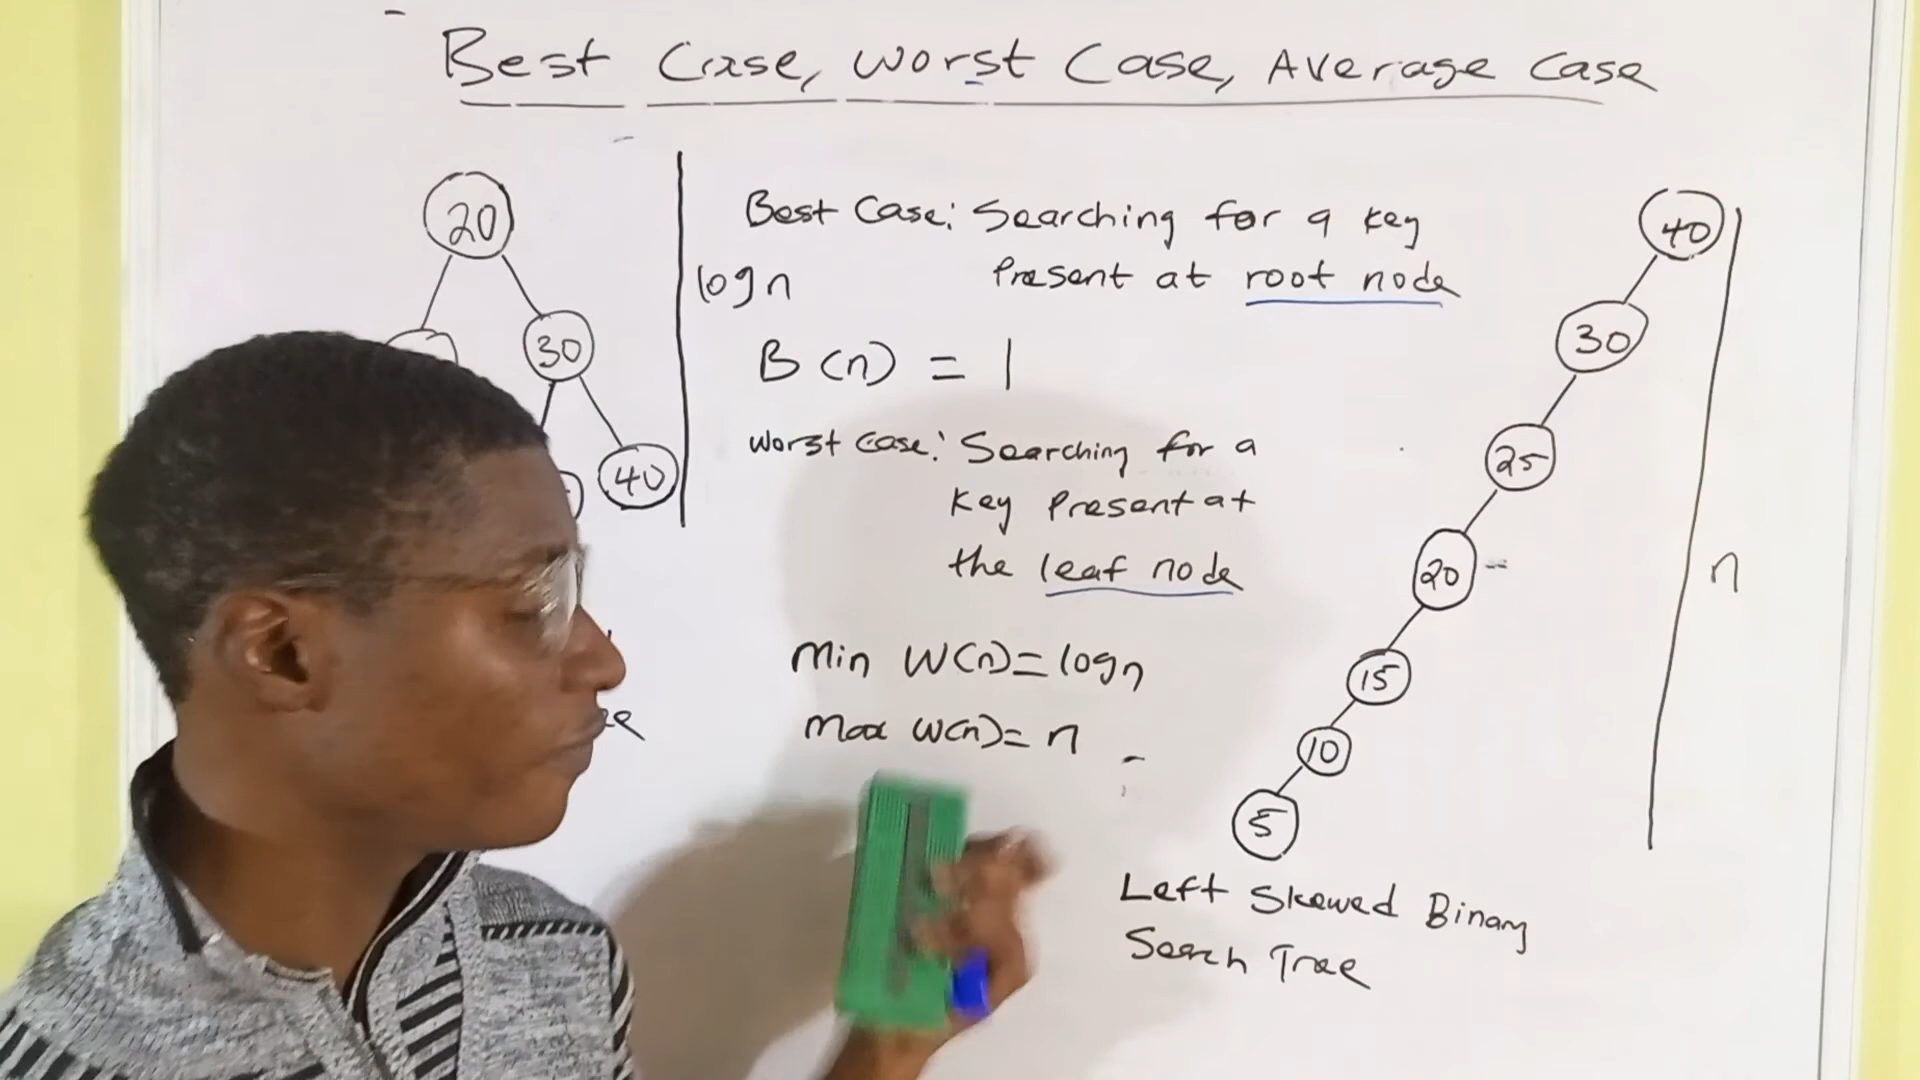 Best Case, Worst Case, Average Case
20
30
40
log n
Best Case: Searching for a key
Present at root node
B(n) = 1
Worst Case: Searching for a
Key Present at
the leaf node
Min W(n)= logn
Max W(n)= n
40
30
25
20
15
10
5
n
Left Skewed Binary
Search Tree